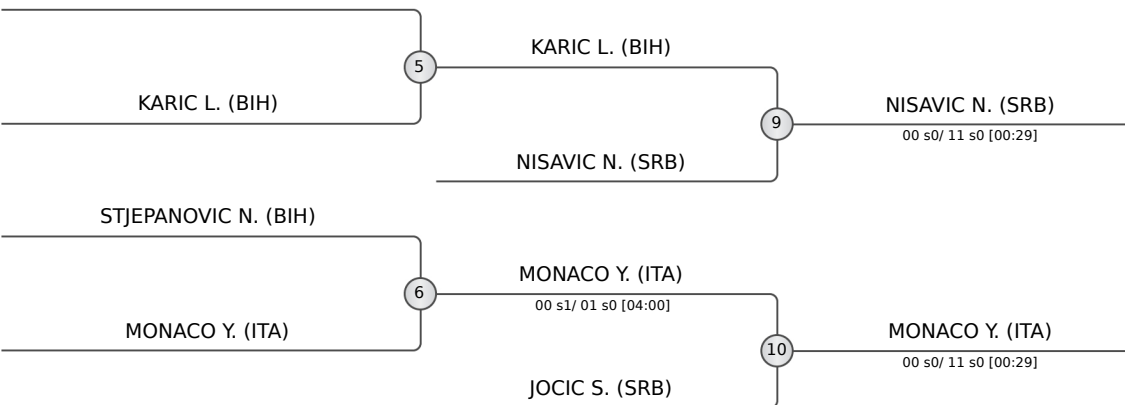 KARIC L. (BIH)
5
KARIC L. (BIH)
NISAVIC N. (SRB)
9
NISAVIC N. (SRB)
00 s0/ 11 s0 [00:29]
STJEPANOVIC N. (BIH)
MONACO Y. (ITA)
6
MONACO Y. (ITA)
00 s1/ 01 s0 [04:00]
JOCIC S. (SRB)
10
MONACO Y. (ITA)
00 s0/ 11 s0 [00:29]